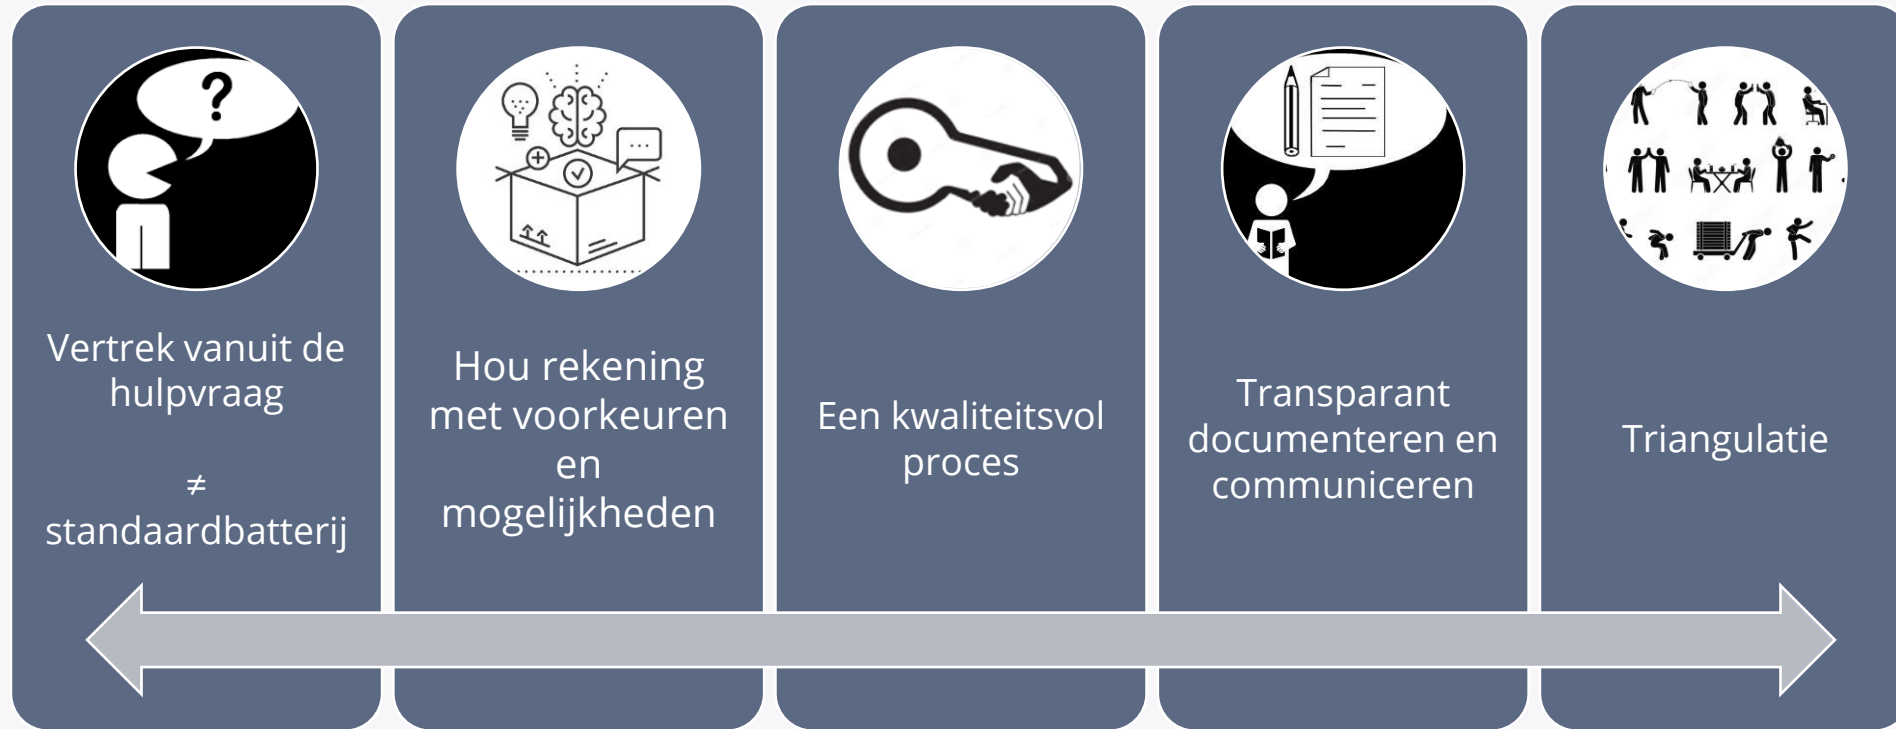 ?
Vertrek vanuit de
hulpvraag
≠
standaardbatterij
Hou rekening
met voorkeuren
en
mogelijkheden
Een kwaliteitsvol
proces
Transparant
documenteren en
communiceren
Triangulatie